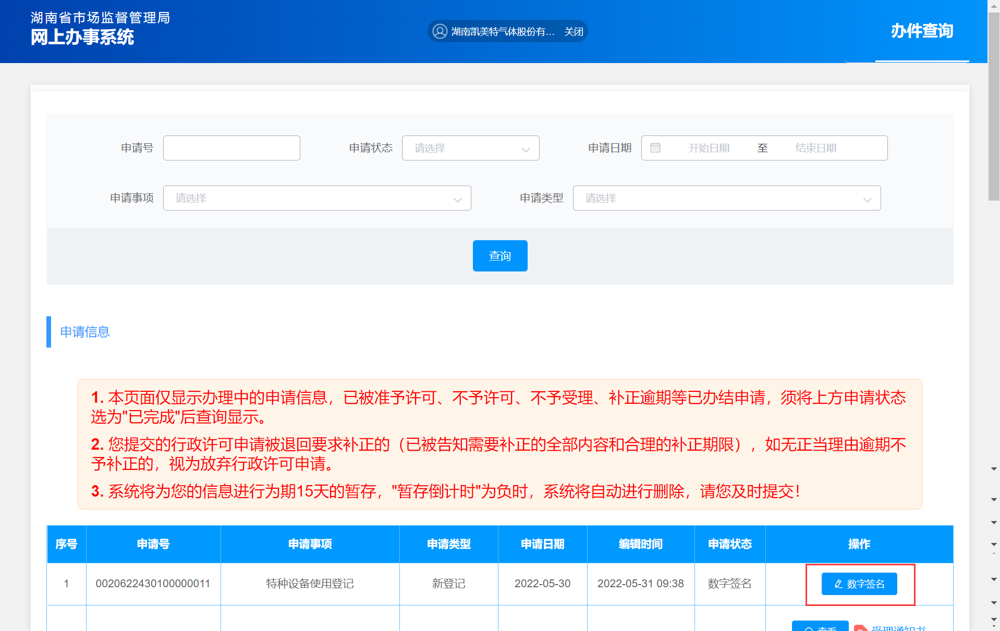 湖南省市场监督管理局
网上办事系统
湖南凯美特气体股份有... 关闭
办件查询
申请号
申请状态 请选择
申请日期 开始日期 至 结束日期
申请事项 请选择
申请类型 请选择
查询
申请信息
1. 本页面仅显示办理中的申请信息，已被准予许可、不予许可、不予受理、补正逾期等已办结申请，须将上方申请状态
选为"已完成"后查询显示。
2. 您提交的行政许可申请被退回要求补正的（已被告知需要补正的全部内容和合理的补正期限），如无正当理由逾期不
予补正的，视为放弃行政许可申请。
3. 系统将为您的信息进行为期15天的暂存，"暂存倒计时"为负时，系统将自动进行删除，请您及时提交！
序号 申请号 申请事项 申请类型 申请日期 编辑时间 申请状态 操作
1 0020622430100000011 特种设备使用登记 新登记 2022-05-30 2022-05-31 09:38 数字签名 数字签名
查看 受理通知书